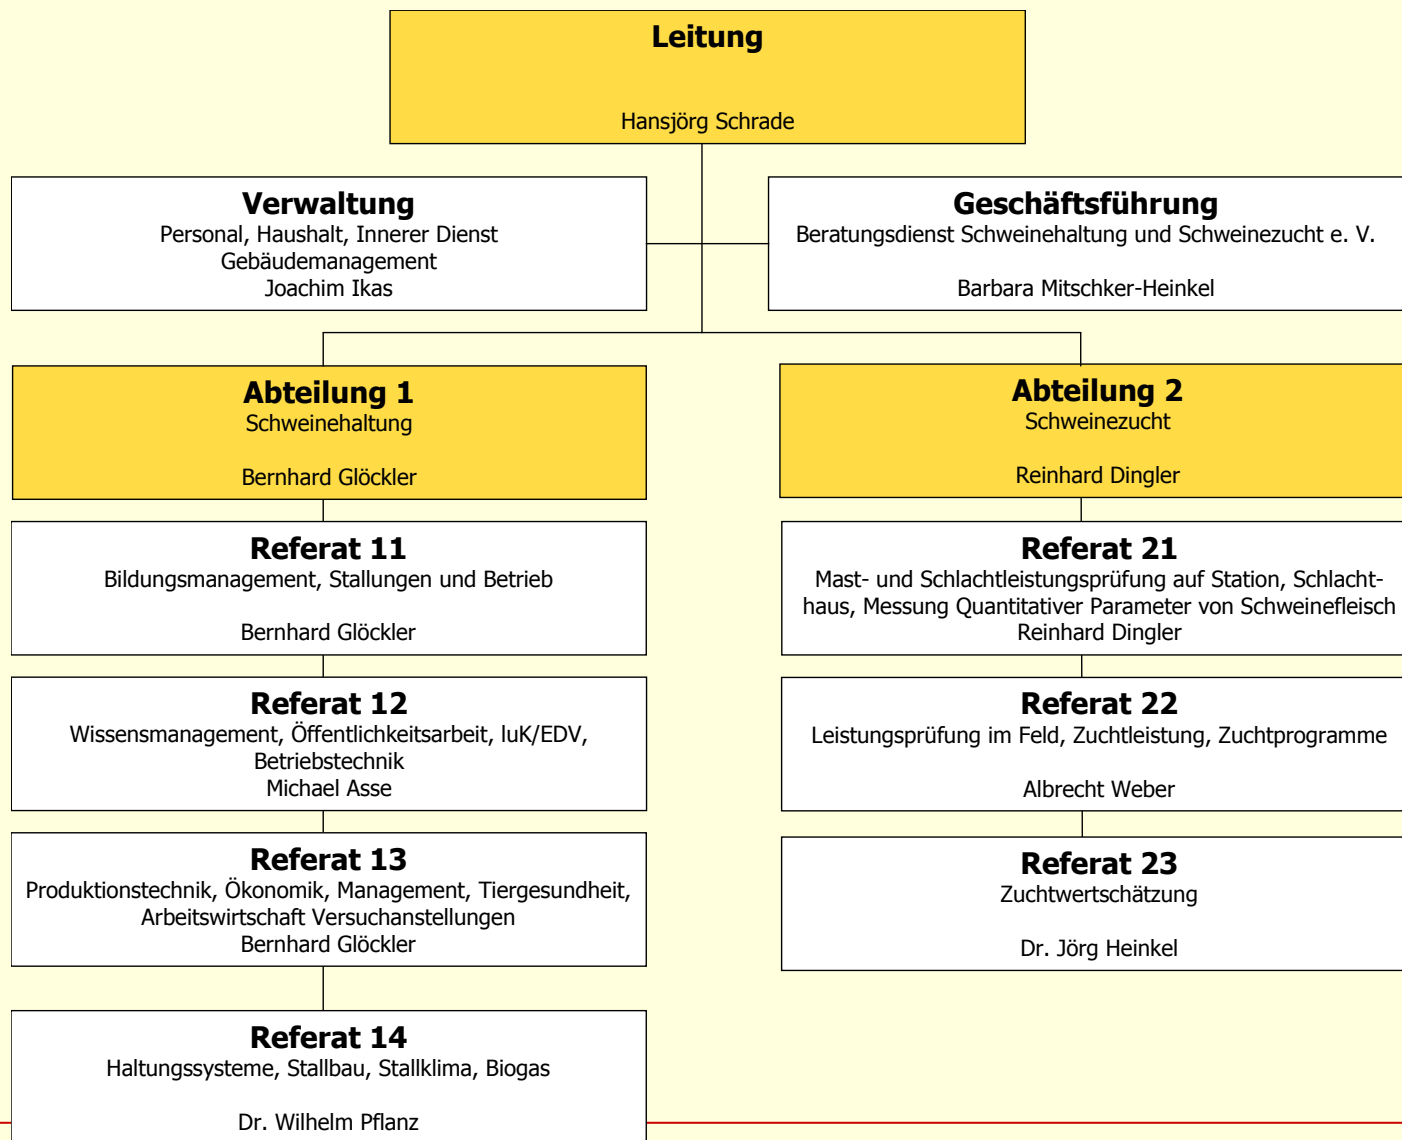 Leitung
Hansjörg Schrade
Verwaltung
Personal, Haushalt, Innerer Dienst
Gebäudemanagement
Joachim Ikas
Geschäftsführung
Beratungsdienst Schweinehaltung und Schweinezucht e. V.
Barbara Mitschker-Heinkel
Abteilung 1
Schweinehaltung
Bernhard Glöckler
Referat 11
Bildungsmanagement, Stallungen und Betrieb
Bernhard Glöckler
Referat 12
Wissensmanagement, Öffentlichkeitsarbeit, luK/EDV,
Betriebstechnik
Michael Asse
Referat 13
Produktionstechnik, Ökonomik, Management, Tiergesundheit,
Arbeitswirtschaft Versuchanstellungen
Bernhard Glöckler
Referat 14
Haltungssysteme, Stallbau, Stallklima, Biogas
Dr. Wilhelm Pflanz
Abteilung 2
Schweinezucht
Reinhard Dingler
Referat 21
Mast- und Schlachtleistungsprüfung auf Station, Schlacht-
haus, Messung Quantitativer Parameter von Schweinefleisch
Reinhard Dingler
Referat 22
Leistungsprüfung im Feld, Zuchtleistung, Zuchtprogramme
Albrecht Weber
Referat 23
Zuchtwertschätzung
Dr. Jörg Heinkel